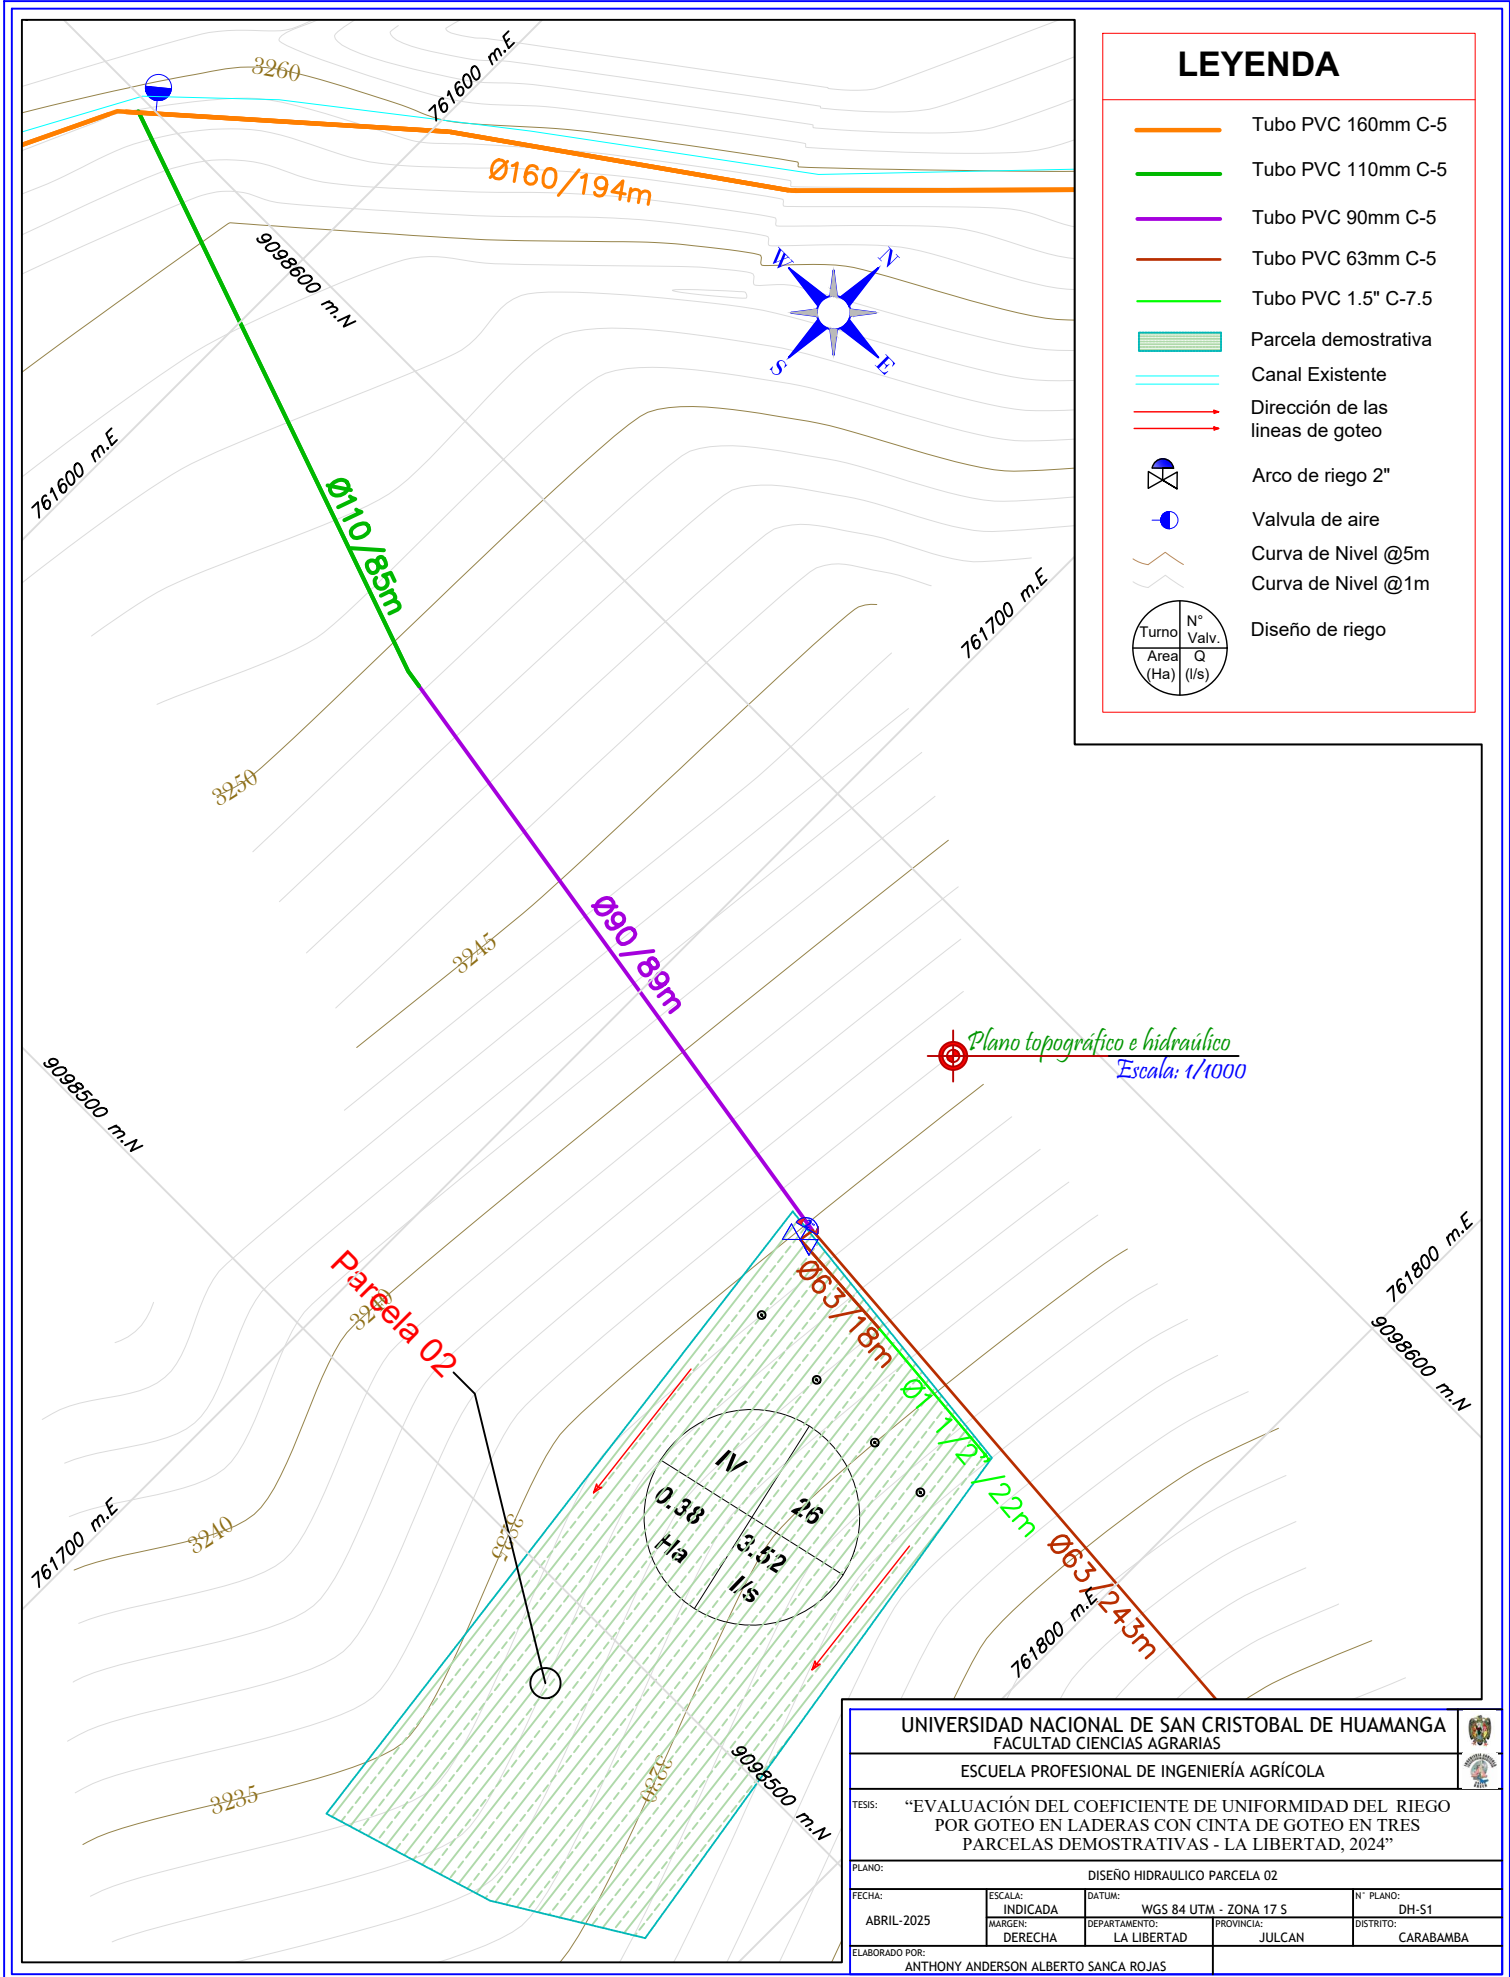 3260
761600 m.E
Ø160/194m
9098600 m.N
W
N
S
E
761600 m.E
Ø110/85m
761700 m.E
3250
Ø90/89m
3245
9098500 m.N
Plano topográfico e hidraúlico
Escala: 1/1000
761800 m.E
9098600 m.N
Parcela 02
Ø63/18m
Ø1 1/2"/22m
Ø63/243m
IV
26
0.38
Ha
3.52
l/s
3240
3235
761700 m.E
761800 m.E
3230
3235
9098500 m.N
LEYENDA
Tubo PVC 160mm C-5
Tubo PVC 110mm C-5
Tubo PVC 90mm C-5
Tubo PVC 63mm C-5
Tubo PVC 1.5" C-7.5
Parcela demostrativa
Canal Existente
Dirección de las
lineas de goteo
Arco de riego 2"
Valvula de aire
Curva de Nivel @5m
Curva de Nivel @1m
Turno
N°
Valv.
Area
(Ha)
Q
(l/s)
Diseño de riego
UNIVERSIDAD NACIONAL DE SAN CRISTOBAL DE HUAMANGA
FACULTAD CIENCIAS AGRARIAS
ESCUELA PROFESIONAL DE INGENIERÍA AGRÍCOLA
TESIS: “EVALUACIÓN DEL COEFICIENTE DE UNIFORMIDAD DEL RIEGO
POR GOTEO EN LADERAS CON CINTA DE GOTEO EN TRES
PARCELAS DEMOSTRATIVAS - LA LIBERTAD, 2024”
PLANO:
DISEÑO HIDRAULICO PARCELA 02
FECHA:
ABRIL-2025
ESCALA:
INDICADA
DATUM:
WGS 84 UTM - ZONA 17 S
N° PLANO:
DH-S1
MARGEN:
DERECHA
DEPARTAMENTO:
LA LIBERTAD
PROVINCIA:
JULCAN
DISTRITO:
CARABAMBA
ELABORADO POR:
ANTHONY ANDERSON ALBERTO SANCA ROJAS